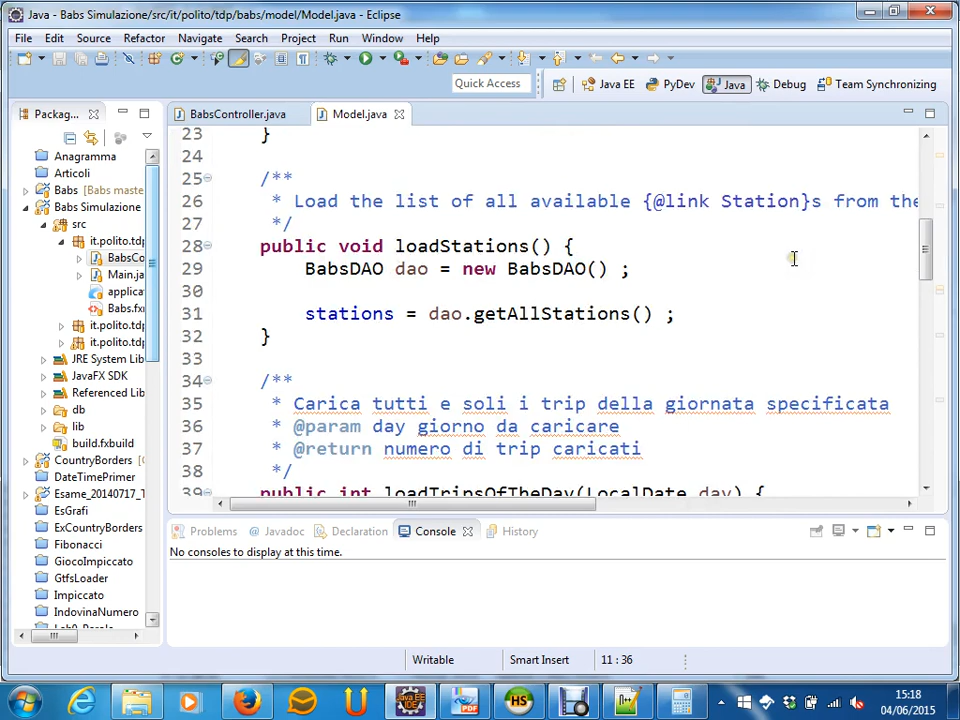 Java - Babs Simulazione/src/it/polito/tdp/babs/model/Model.java - Eclipse
File Edit Source Refactor Navigate Search Project Run Window Help
Quick Access
Java EE
PyDev
Java
Debug
Team Synchronizing
Packag...
BabsController.java
Model.java
Anagramma
Articoli
Babs [Babs maste
Babs Simulazione
src
it.polito.tdp
BabsCo
Main.ja
applica
Babs.fxr
it.polito.tdp
it.polito.tdp
JRE System Lib
JavaFX SDK
Referenced Lib
db
lib
build.fxbuild
CountryBorders [
DateTimePrimer
Esame_20140717_T
EsGrafi
ExCountryBorders
Fibonacci
GiocoImpiccato
GtfsLoader
Impiccato
IndovinaNumero
23 }
24
25 /**
26 * Load the list of all available {@link Station}s from the
27 */
28 public void loadStations() {
29 BabsDAO dao = new BabsDAO() ;
30
31 stations = dao.getAllStations() ;
32 }
33
34 /**
35 * Carica tutti e soli i trip della giornata specificata
36 * @param day giorno da caricare
37 * @return numero di trip caricati
38 */
39 public int loadTripsOfTheDay(LocalDate day) {
Problems @ Javadoc Declaration Console History
No consoles to display at this time.
Writable Smart Insert 11 : 36
15:18
04/06/2015